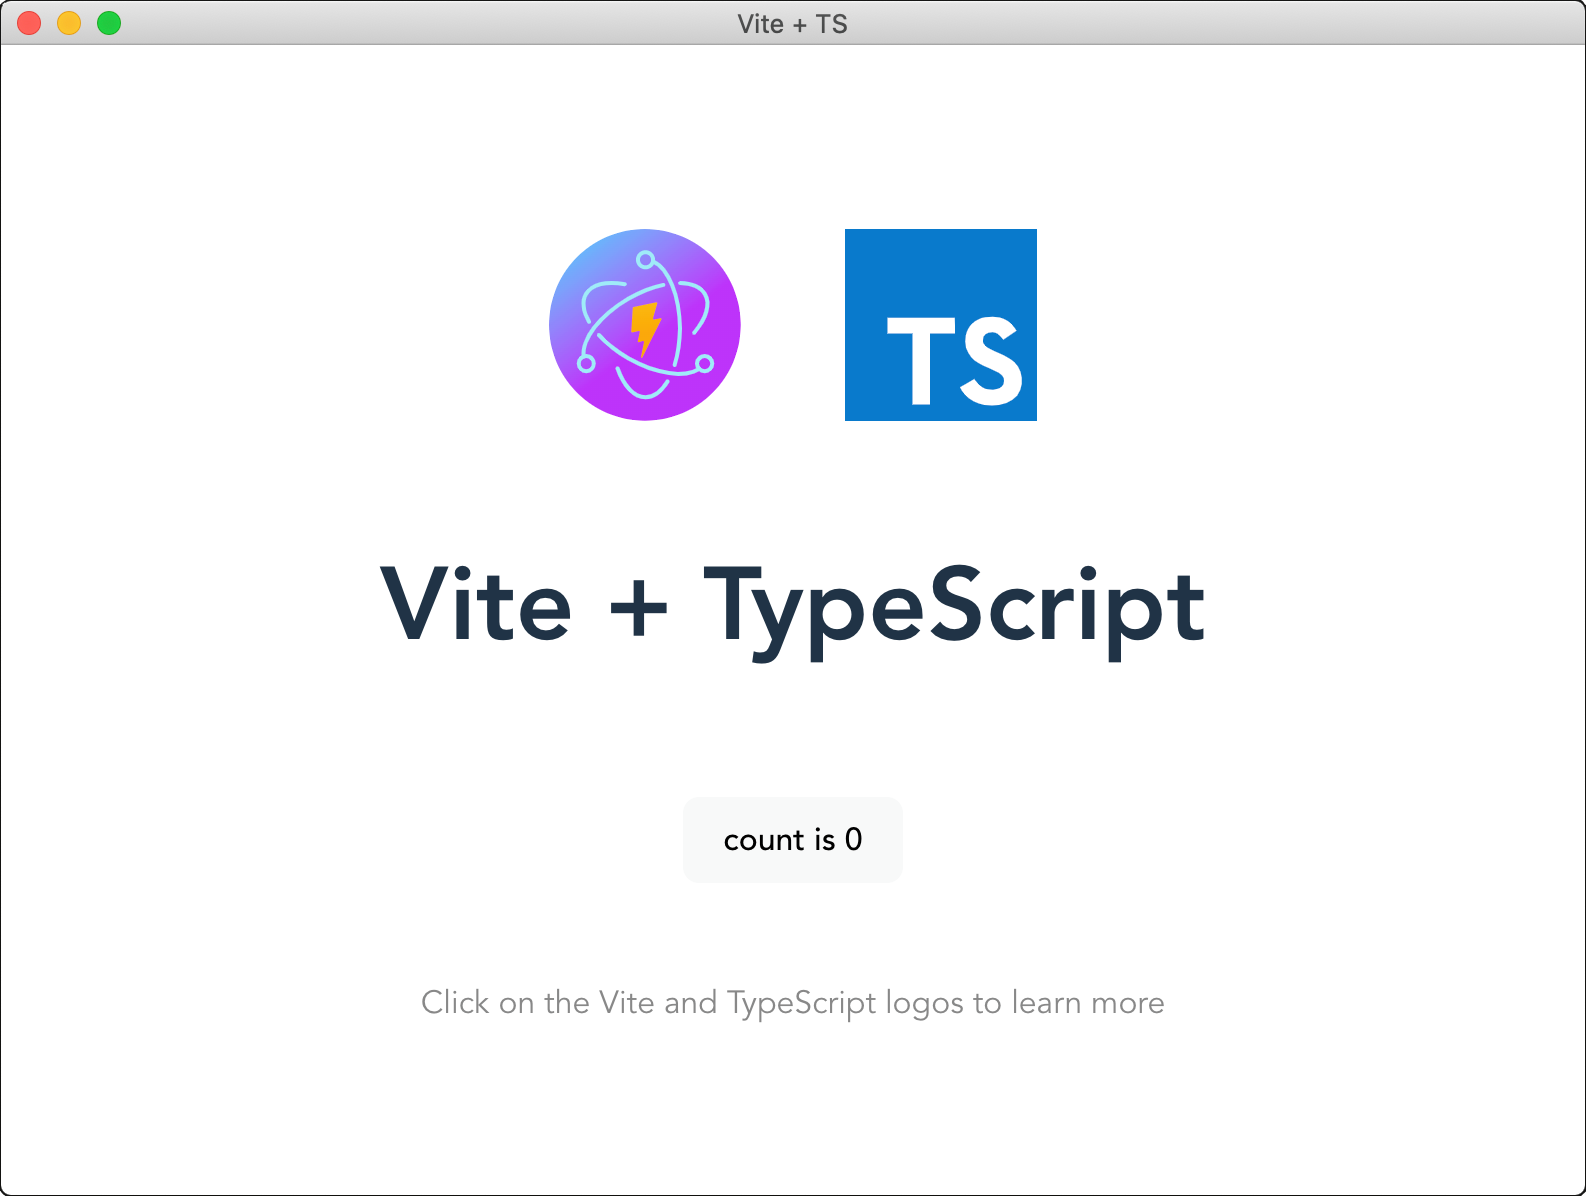 Vite + TS
TS
Vite + TypeScript
count is 0
Click on the Vite and TypeScript logos to learn more